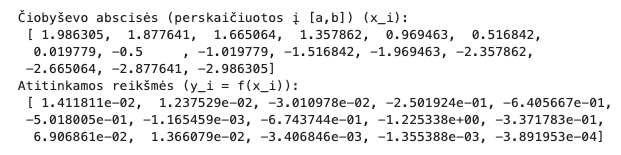 Čiobyševo abscisės (perskaičiuotos į [a,b]) (x_i):
[ 1.986305, 1.877641, 1.665064, 1.357862, 0.969463, 0.516842,
0.019779, -0.5 , -1.019779, -1.516842, -1.969463, -2.357862,
-2.665064, -2.877641, -2.986305]
Atitinkamos reikšmės (y_i = f(x_i)):
[ 1.411811e-02, 1.237529e-02, -3.010978e-02, -2.501924e-01, -6.405667e-01,
-5.018005e-01, -1.165459e-03, -6.743744e-01, -1.225338e+00, -3.371783e-01,
6.906861e-02, 1.366079e-02, -3.406846e-03, -1.355388e-03, -3.891953e-04]